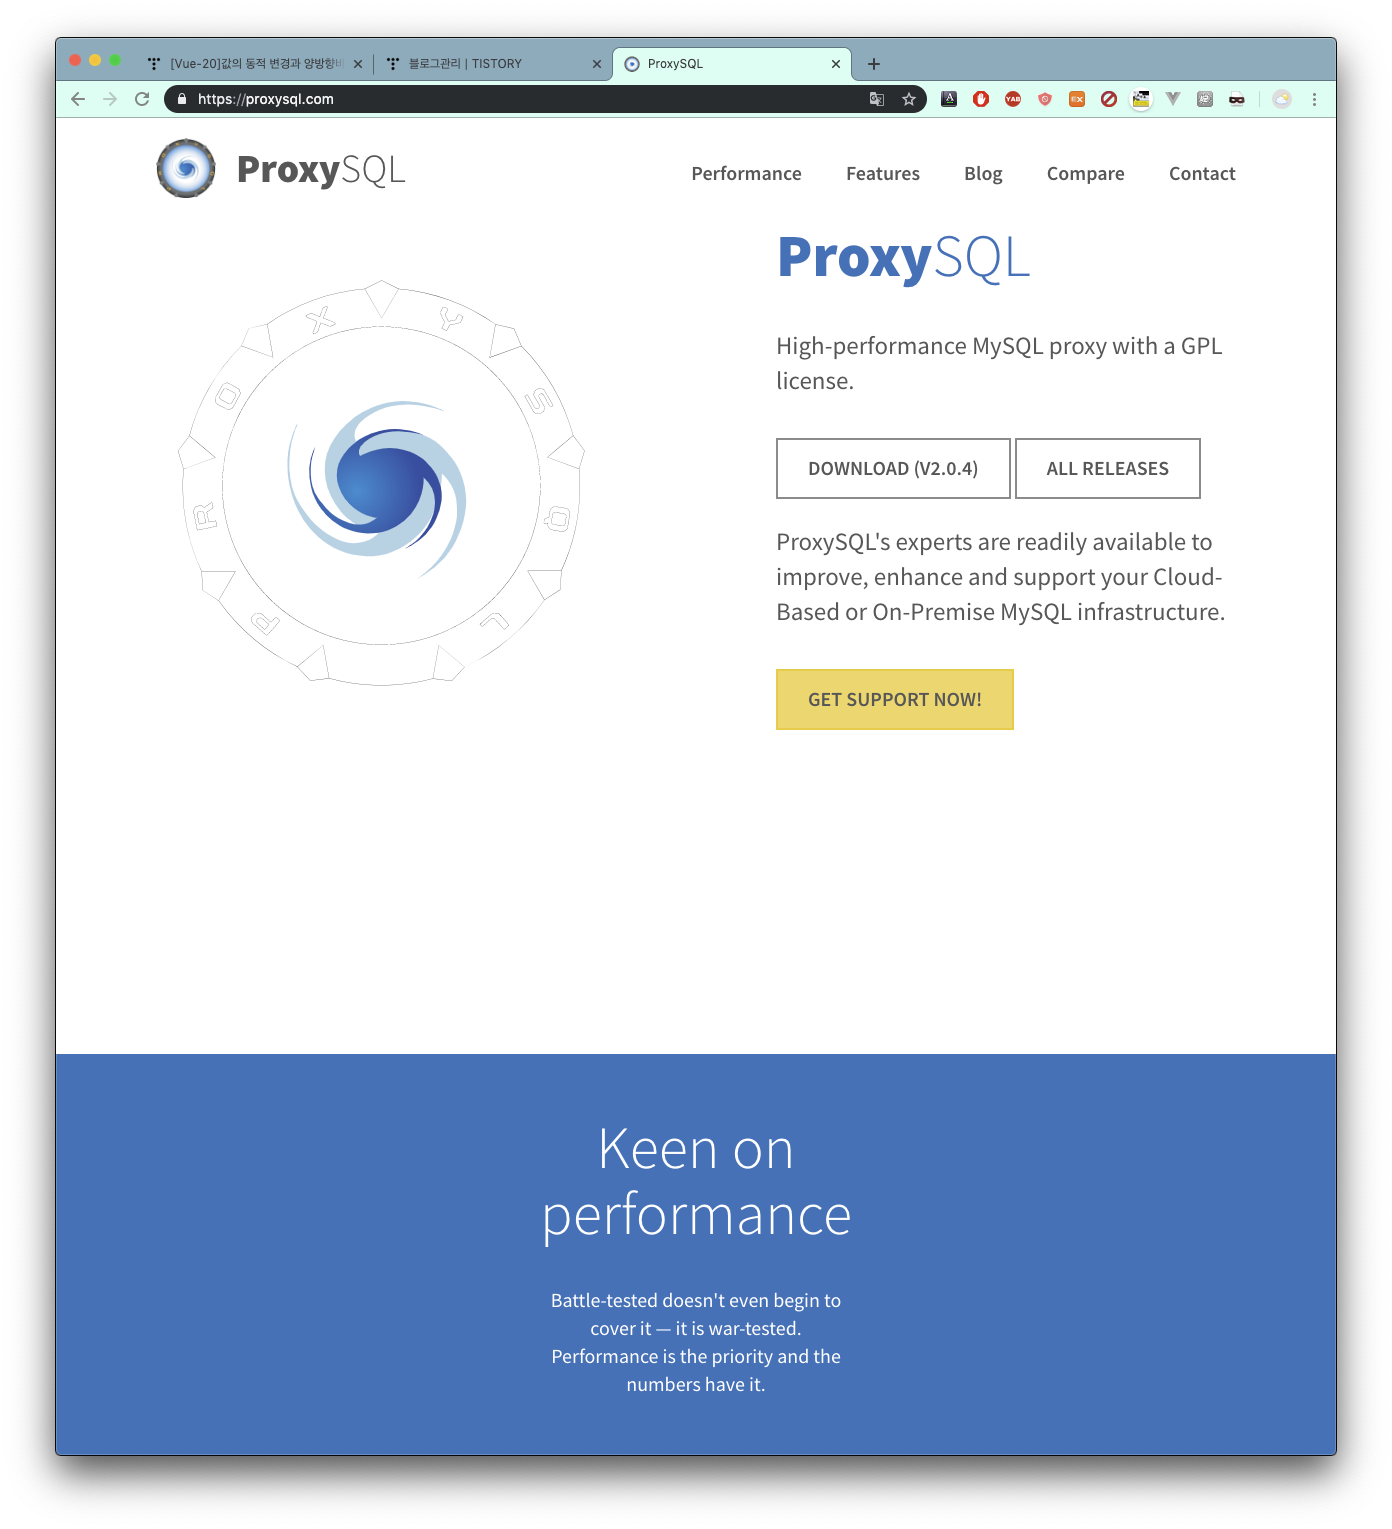 [Vue-20]값의 동적 변경과 양방향바
블로그관리 | TISTORY
ProxySQL
https://proxysql.com
ProxySQL
Performance
Features
Blog
Compare
Contact
ProxySQL
High-performance MySQL proxy with a GPL
license.
DOWNLOAD (V2.0.4)
ALL RELEASES
ProxySQL's experts are readily available to
improve, enhance and support your Cloud-
Based or On-Premise MySQL infrastructure.
GET SUPPORT NOW!
Keen on
performance
Battle-tested doesn't even begin to
cover it — it is war-tested.
Performance is the priority and the
numbers have it.